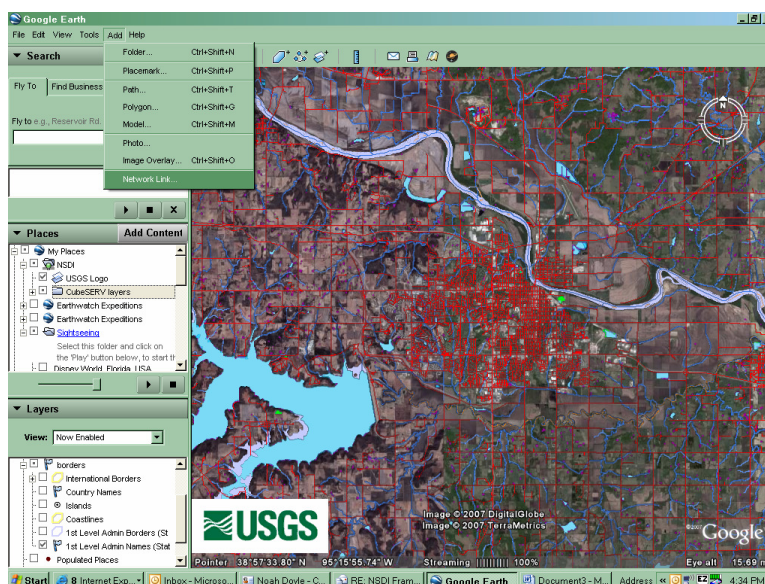 Google Earth
File Edit View Tools Add Help
Search
Fly To Find Business
Fly to e.g., Reservoir Rd.
Folder... Ctrl+Shift+N
Placemark... Ctrl+Shift+P
Path... Ctrl+Shift+T
Polygon... Ctrl+Shift+G
Model... Ctrl+Shift+M
Photo...
Image Overlay... Ctrl+Shift+O
Network Link...
N
Places Add Content
My Places
NSDI
USGS Logo
CubeSERV layers
Earthwatch Expeditions
Earthwatch Expeditions
Sightseeing
Select this folder and click on
the 'Play' button below, to start th
Disney World, Florida, USA
Layers
View: Now Enabled
borders
International Borders
Country Names
Islands
Coastlines
1st Level Admin Borders (St
1st Level Admin Names (Stat
Populated Places
USGS
Image © 2007 DigitalGlobe
Image © 2007 TerraMetrics
©2007 Google
Pointer 38°57'33.80" N 95°15'55.74" W Streaming 100% Eye alt 15.69 m
Start 8 Internet Exp... Inbox - Microso... Noah Doyle - C... RE: NSDI Fram... Google Earth Document3 - M... Address « EZ 4:34 PM